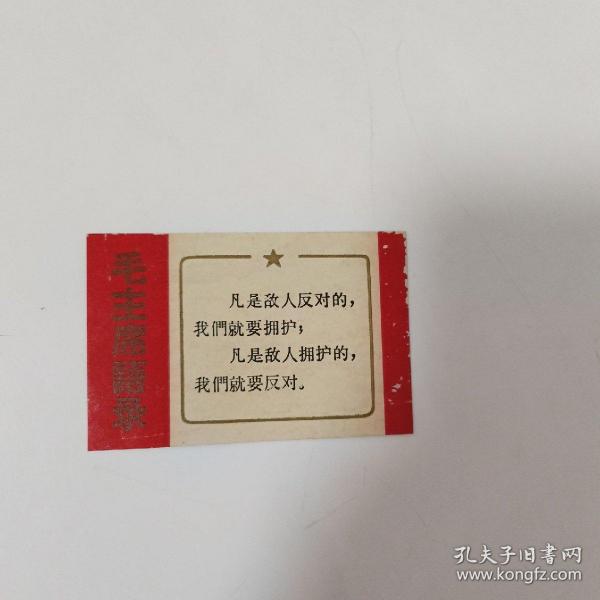 毛主席語录
凡是敌人反对的，
我們就要拥护；
凡是敌人拥护的，
我們就要反对。
孔夫子旧书网
www.kongfz.com